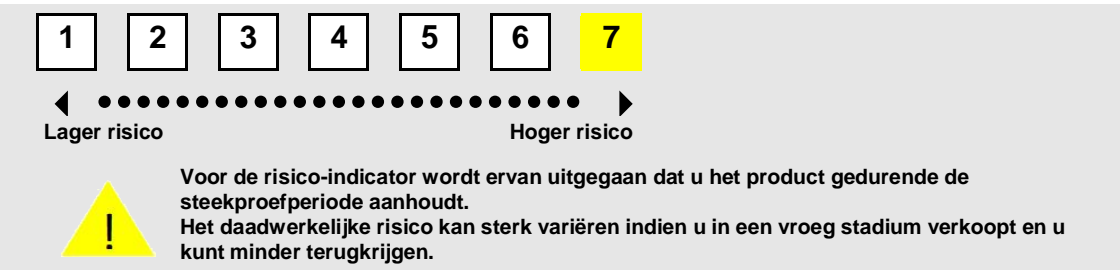 1 2 3 4 5 6 7
Lager risico Hoger risico
!
Voor de risico-indicator wordt ervan uitgegaan dat u het product gedurende de
steekproefperiode aanhoudt.
Het daadwerkelijke risico kan sterk variëren indien u in een vroeg stadium verkoopt en u
kunt minder terugkrijgen.